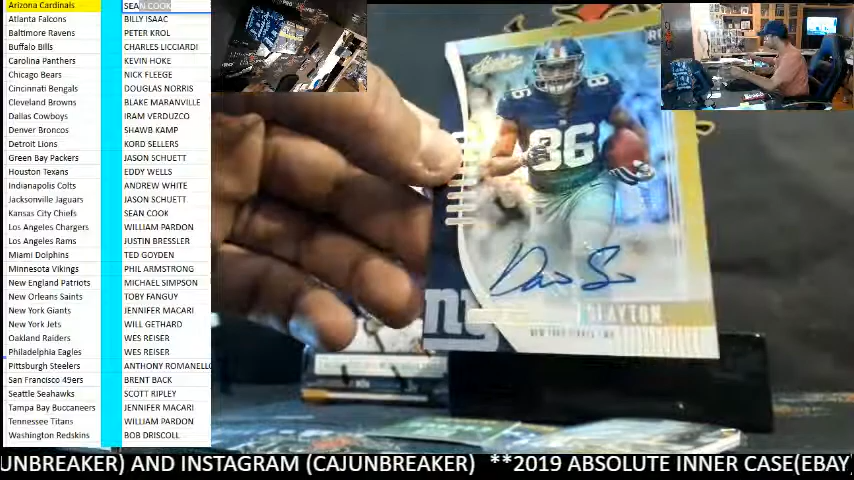 Arizona Cardinals SEAN COOK
Atlanta Falcons BILLY ISAAC
Baltimore Ravens PETER KROL
Buffalo Bills CHARLES LICCIARDI
Carolina Panthers KEVIN HOKE
Chicago Bears NICK FLEEGE
Cincinnati Bengals DOUGLAS NORRIS
Cleveland Browns BLAKE MARANVILLE
Dallas Cowboys IRAM VERDUZCO
Denver Broncos SHAWB KAMP
Detroit Lions KORD SELLERS
Green Bay Packers JASON SCHUETT
Houston Texans EDDY WELLS
Indianapolis Colts ANDREW WHITE
Jacksonville Jaguars JASON SCHUETT
Kansas City Chiefs SEAN COOK
Los Angeles Chargers WILLIAM PARDON
Los Angeles Rams JUSTIN BRESSLER
Miami Dolphins TED GOYDEN
Minnesota Vikings PHIL ARMSTRONG
New England Patriots MICHAEL SIMPSON
New Orleans Saints TOBY FANGUY
New York Giants JENNIFER MACARI
New York Jets WILL GETHARD
Oakland Raiders WES REISER
Philadelphia Eagles WES REISER
Pittsburgh Steelers ANTHONY ROMANELLO
San Francisco 49ers BRENT BACK
Seattle Seahawks SCOTT RIPLEY
Tampa Bay Buccaneers JENNIFER MACARI
Tennessee Titans WILLIAM PARDON
Washington Redskins BOB DRISCOLL
Absolute
86
86
ny
SLAYTON
NEW YORK GIANTS
UNBREAKER) AND INSTAGRAM (CAJUNBREAKER) **2019 ABSOLUTE INNER CASE(EBAY)